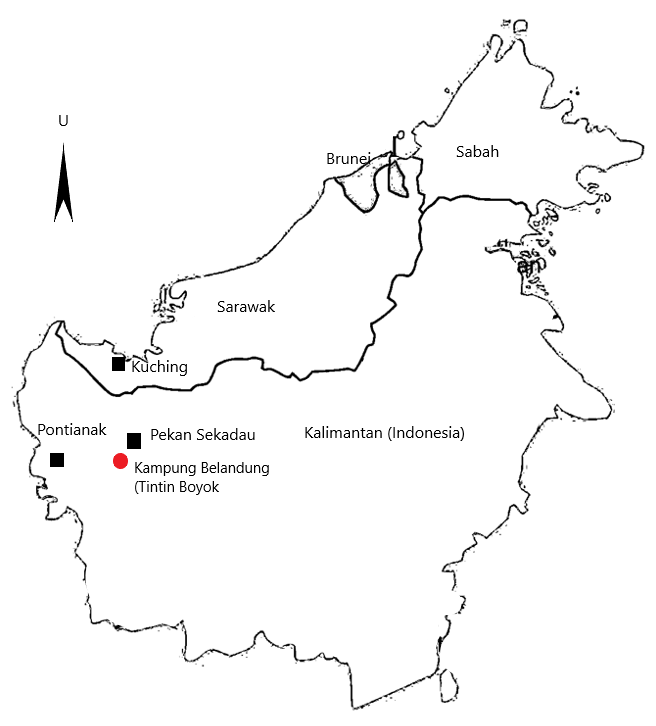 U
Brunei
Sabah
Sarawak
Kuching
Pontianak
Pekan Sekadau
Kalimantan (Indonesia)
Kampung Belandung
(Tintin Boyok